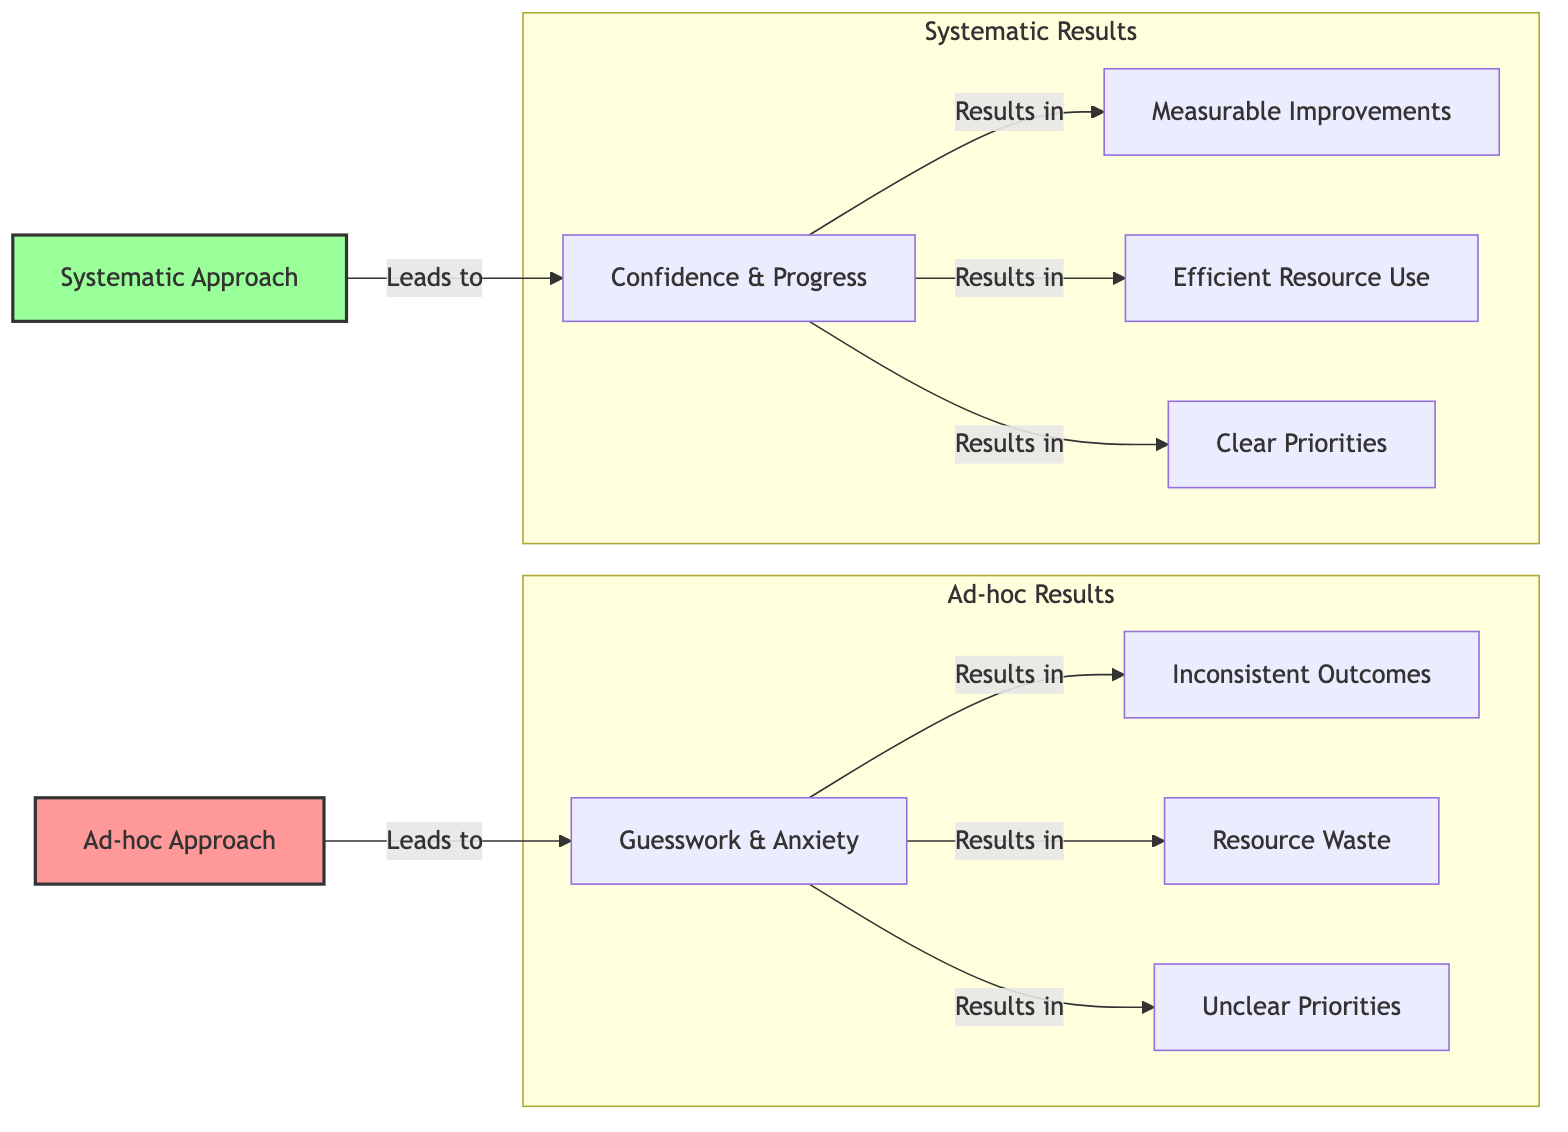 Systematic Results
Results in
Measurable Improvements
Systematic Approach
Leads to
Confidence & Progress
Results in
Efficient Resource Use
Results in
Clear Priorities
Ad-hoc Results
Results in
Inconsistent Outcomes
Ad-hoc Approach
Leads to
Guesswork & Anxiety
Results in
Resource Waste
Results in
Unclear Priorities